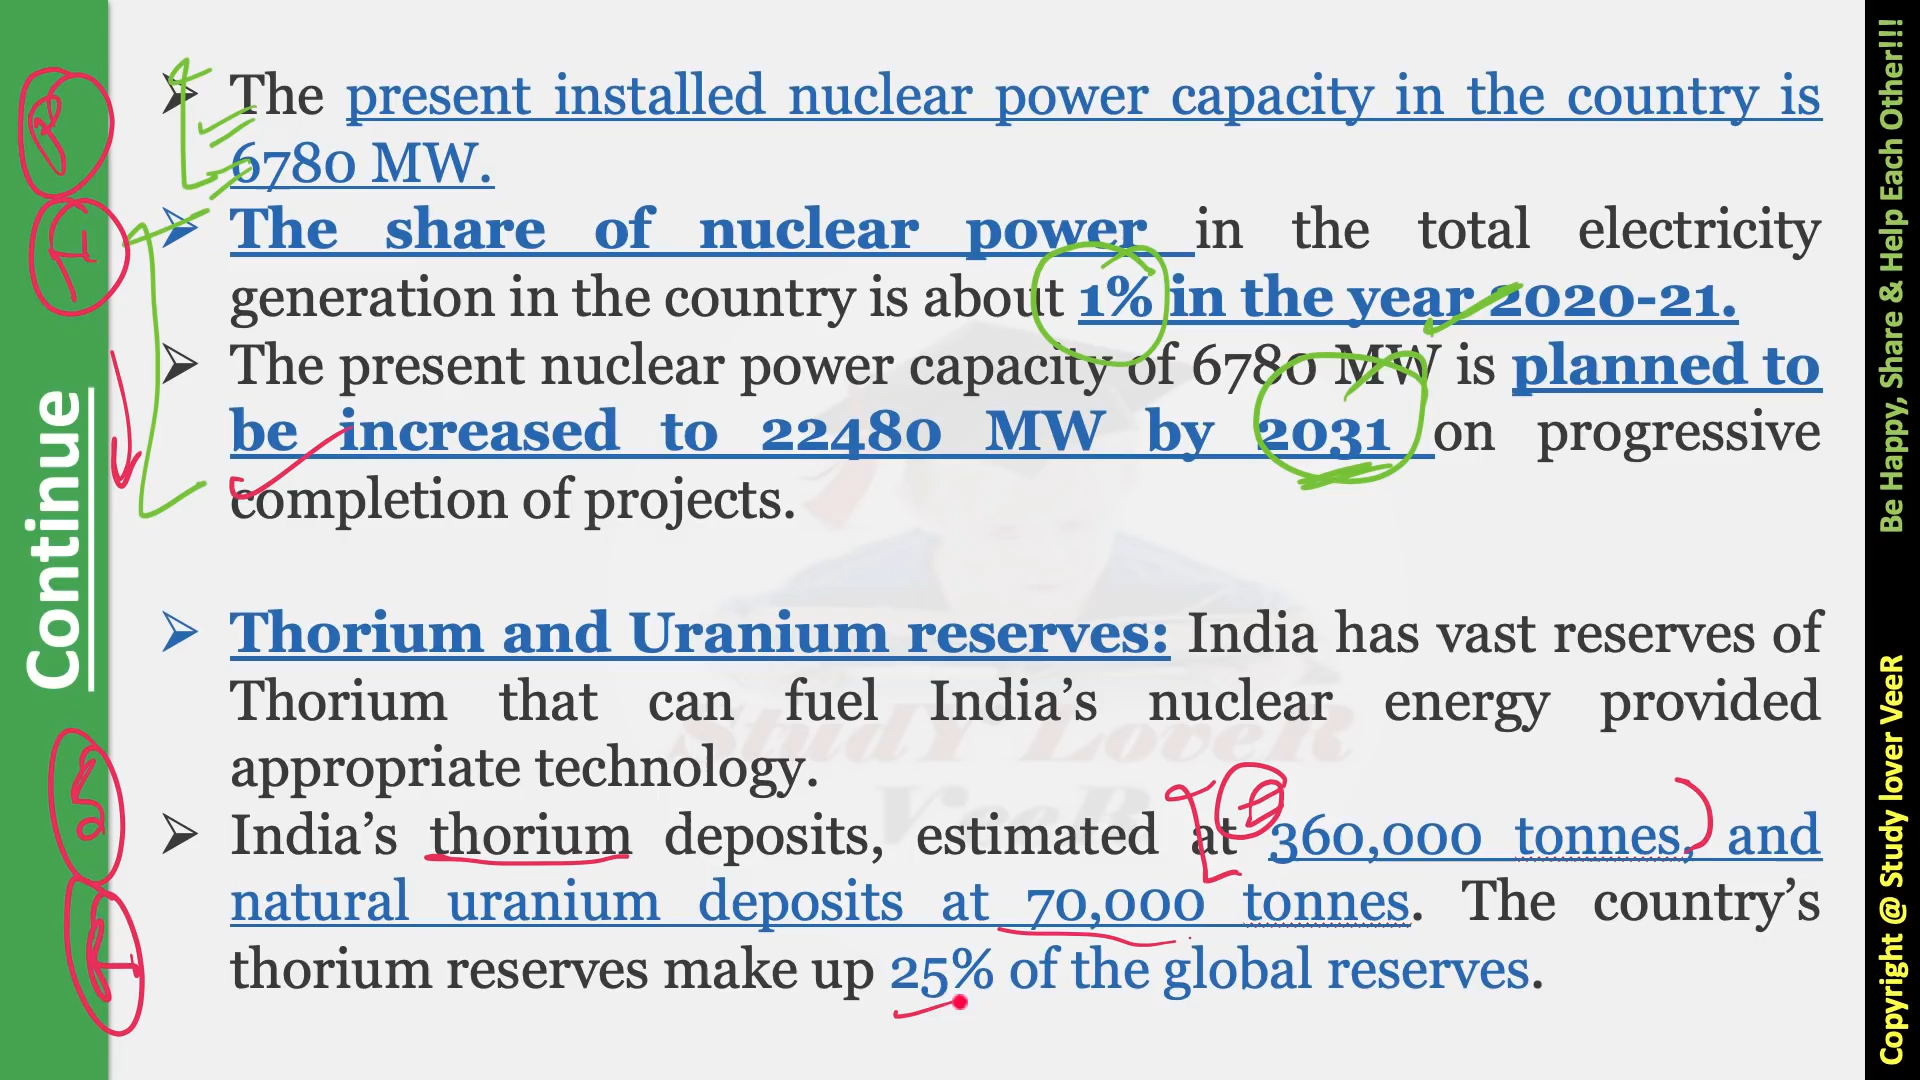 The present installed nuclear power capacity in the country is
6780 MW.
The share of nuclear power in the total electricity
generation in the country is about 1% in the year 2020-21.
The present nuclear power capacity of 6780 MW is planned to
be increased to 22480 MW by 2031 on progressive
completion of projects.
Thorium and Uranium reserves: India has vast reserves of
Thorium that can fuel India's nuclear energy provided
appropriate technology.
India's thorium deposits, estimated at 360,000 tonnes, and
natural uranium deposits at 70,000 tonnes. The country's
thorium reserves make up 25% of the global reserves.
Continue
StudY LoveR
VeeR
Be Happy, Share & Help Each Other!!!
Copyright @ Study lover VeeR